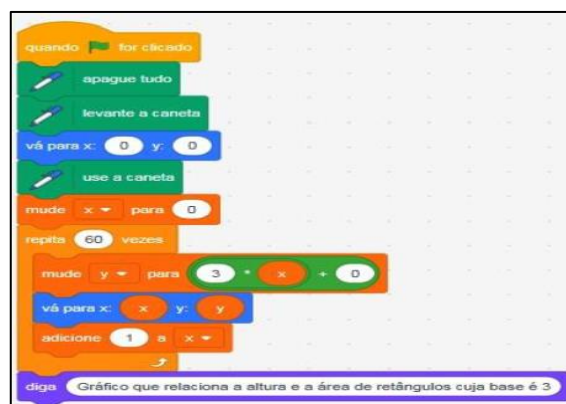 quando for clicado
apague tudo
levante a caneta
vá para x: 0 y: 0
use a caneta
mude x para 0
repita 60 vezes
mude y para 3 * x + 0
vá para x: x y: y
adicione 1 a x
diga Gráfico que relaciona a altura e a área de retângulos cuja base é 3